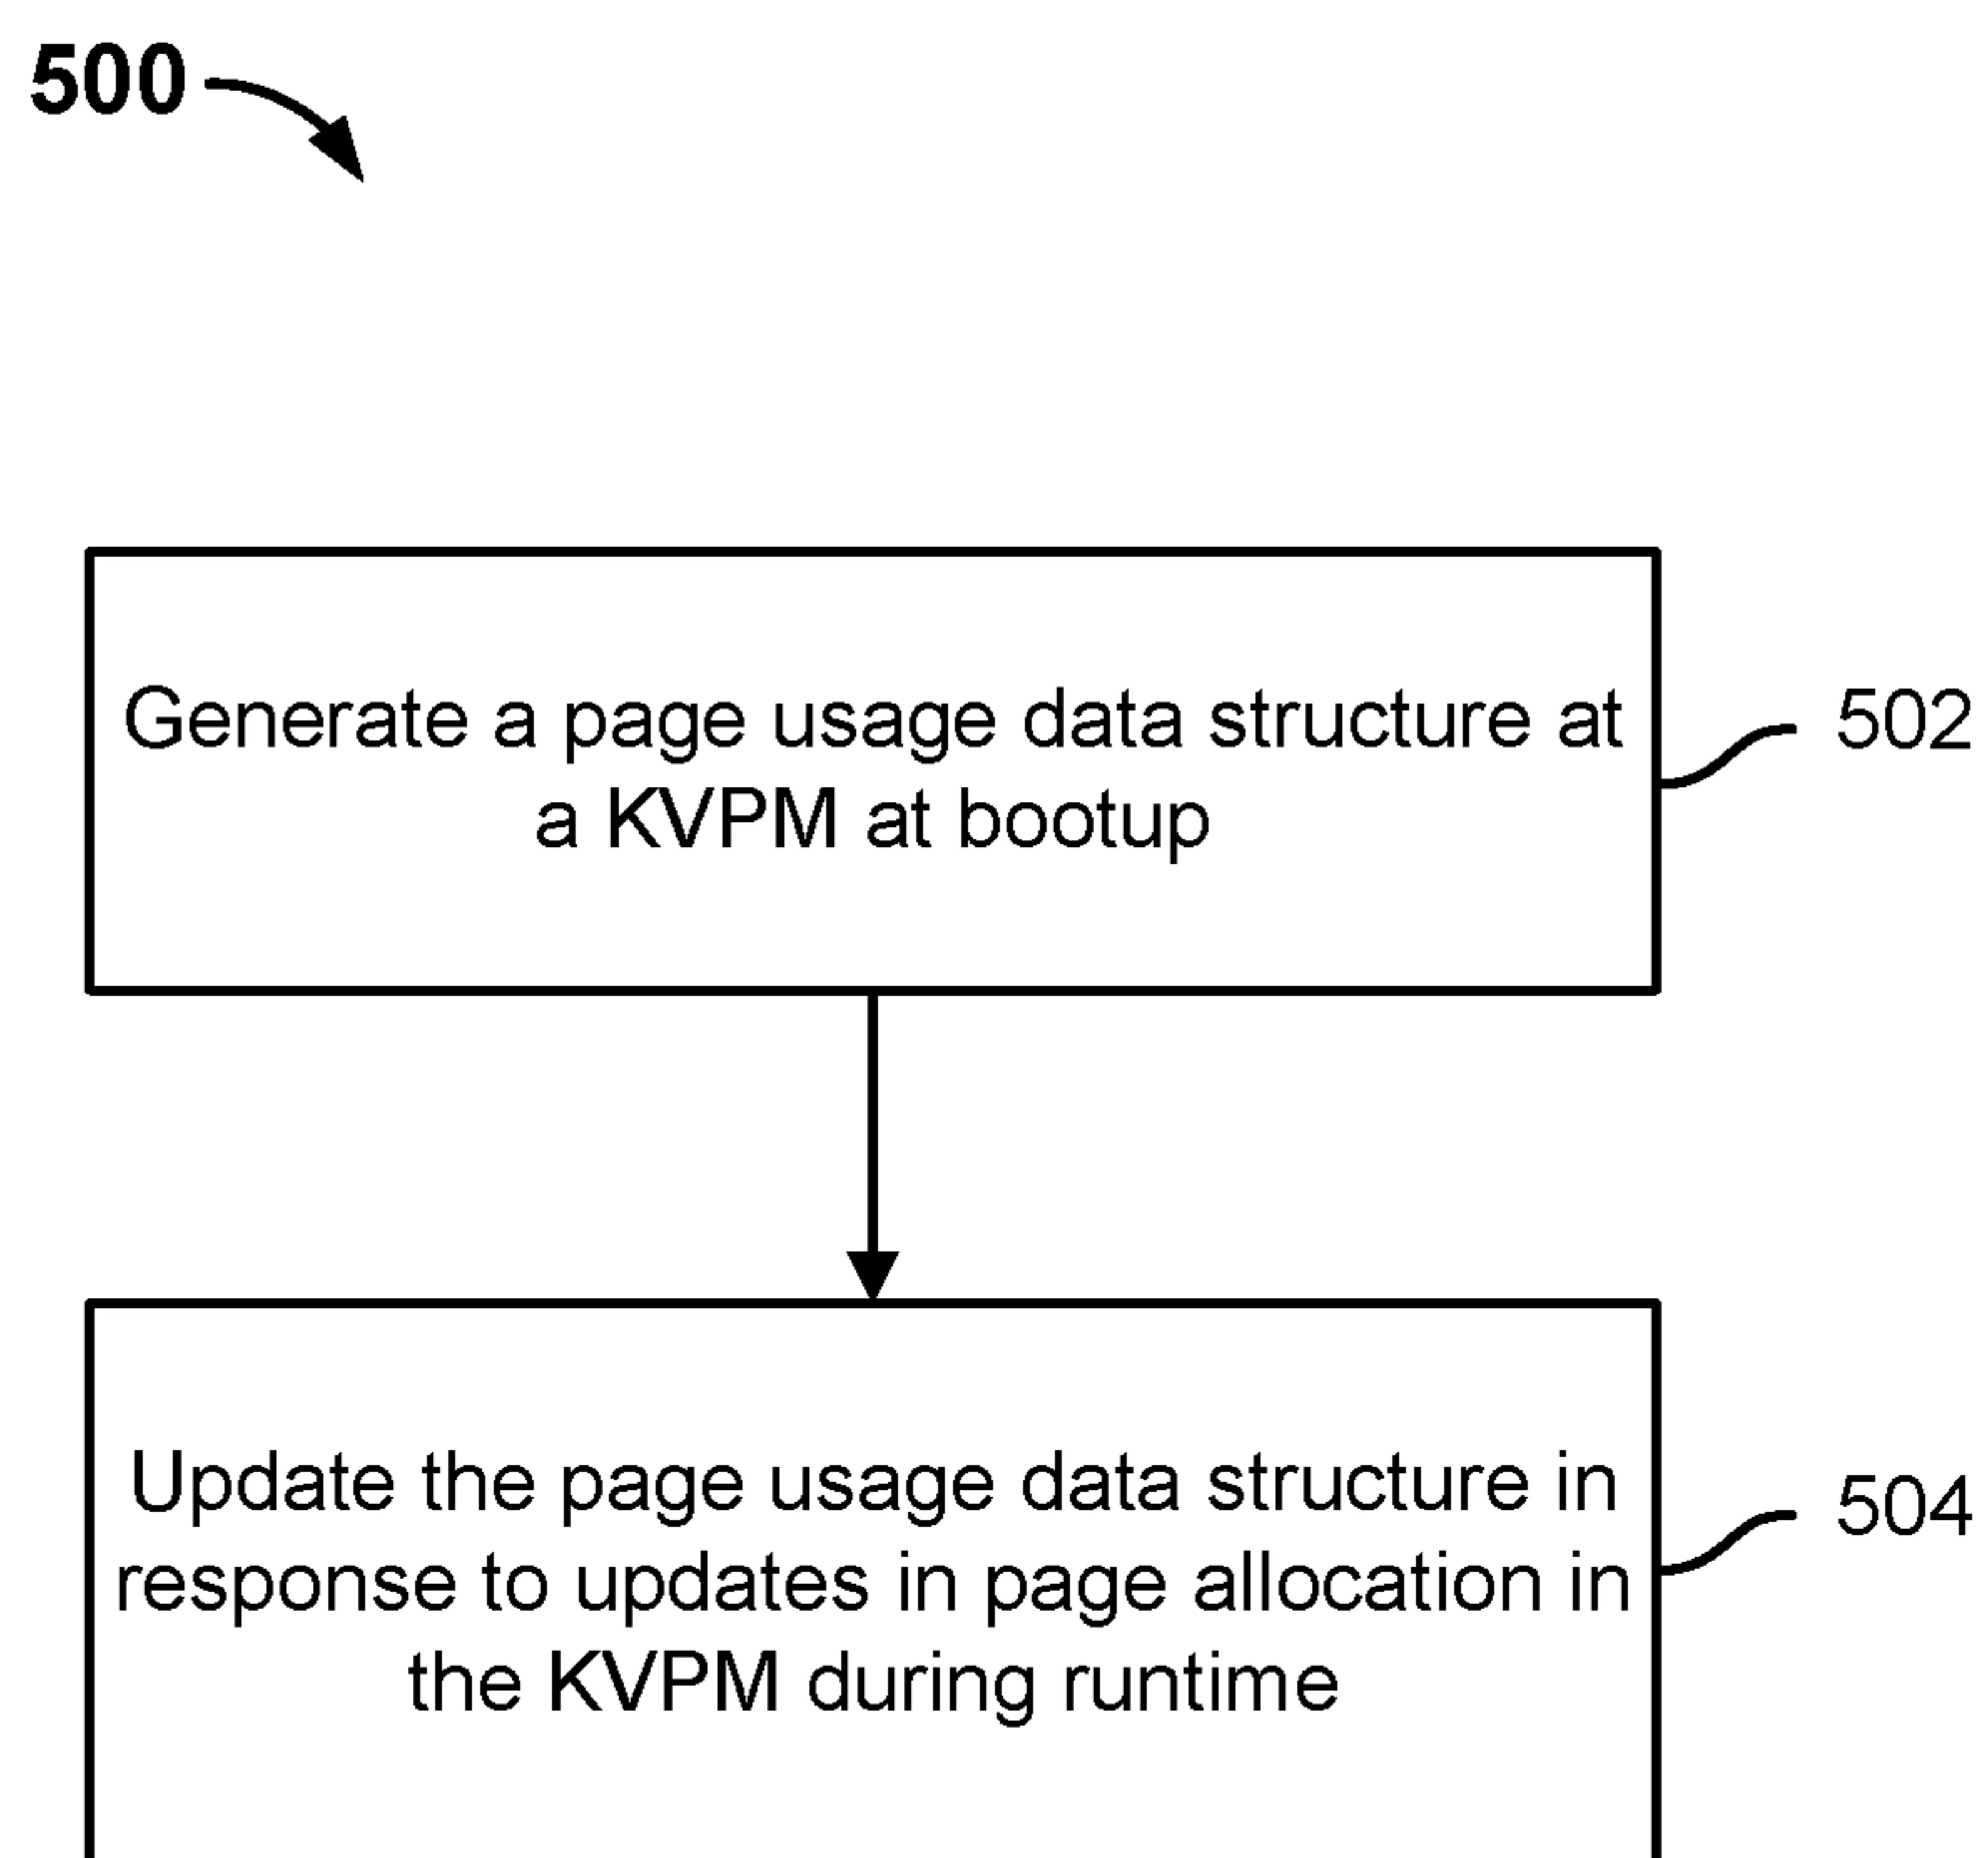 500
Generate a page usage data structure at
a KVPM at bootup
502
Update the page usage data structure in
response to updates in page allocation in
the KVPM during runtime
504